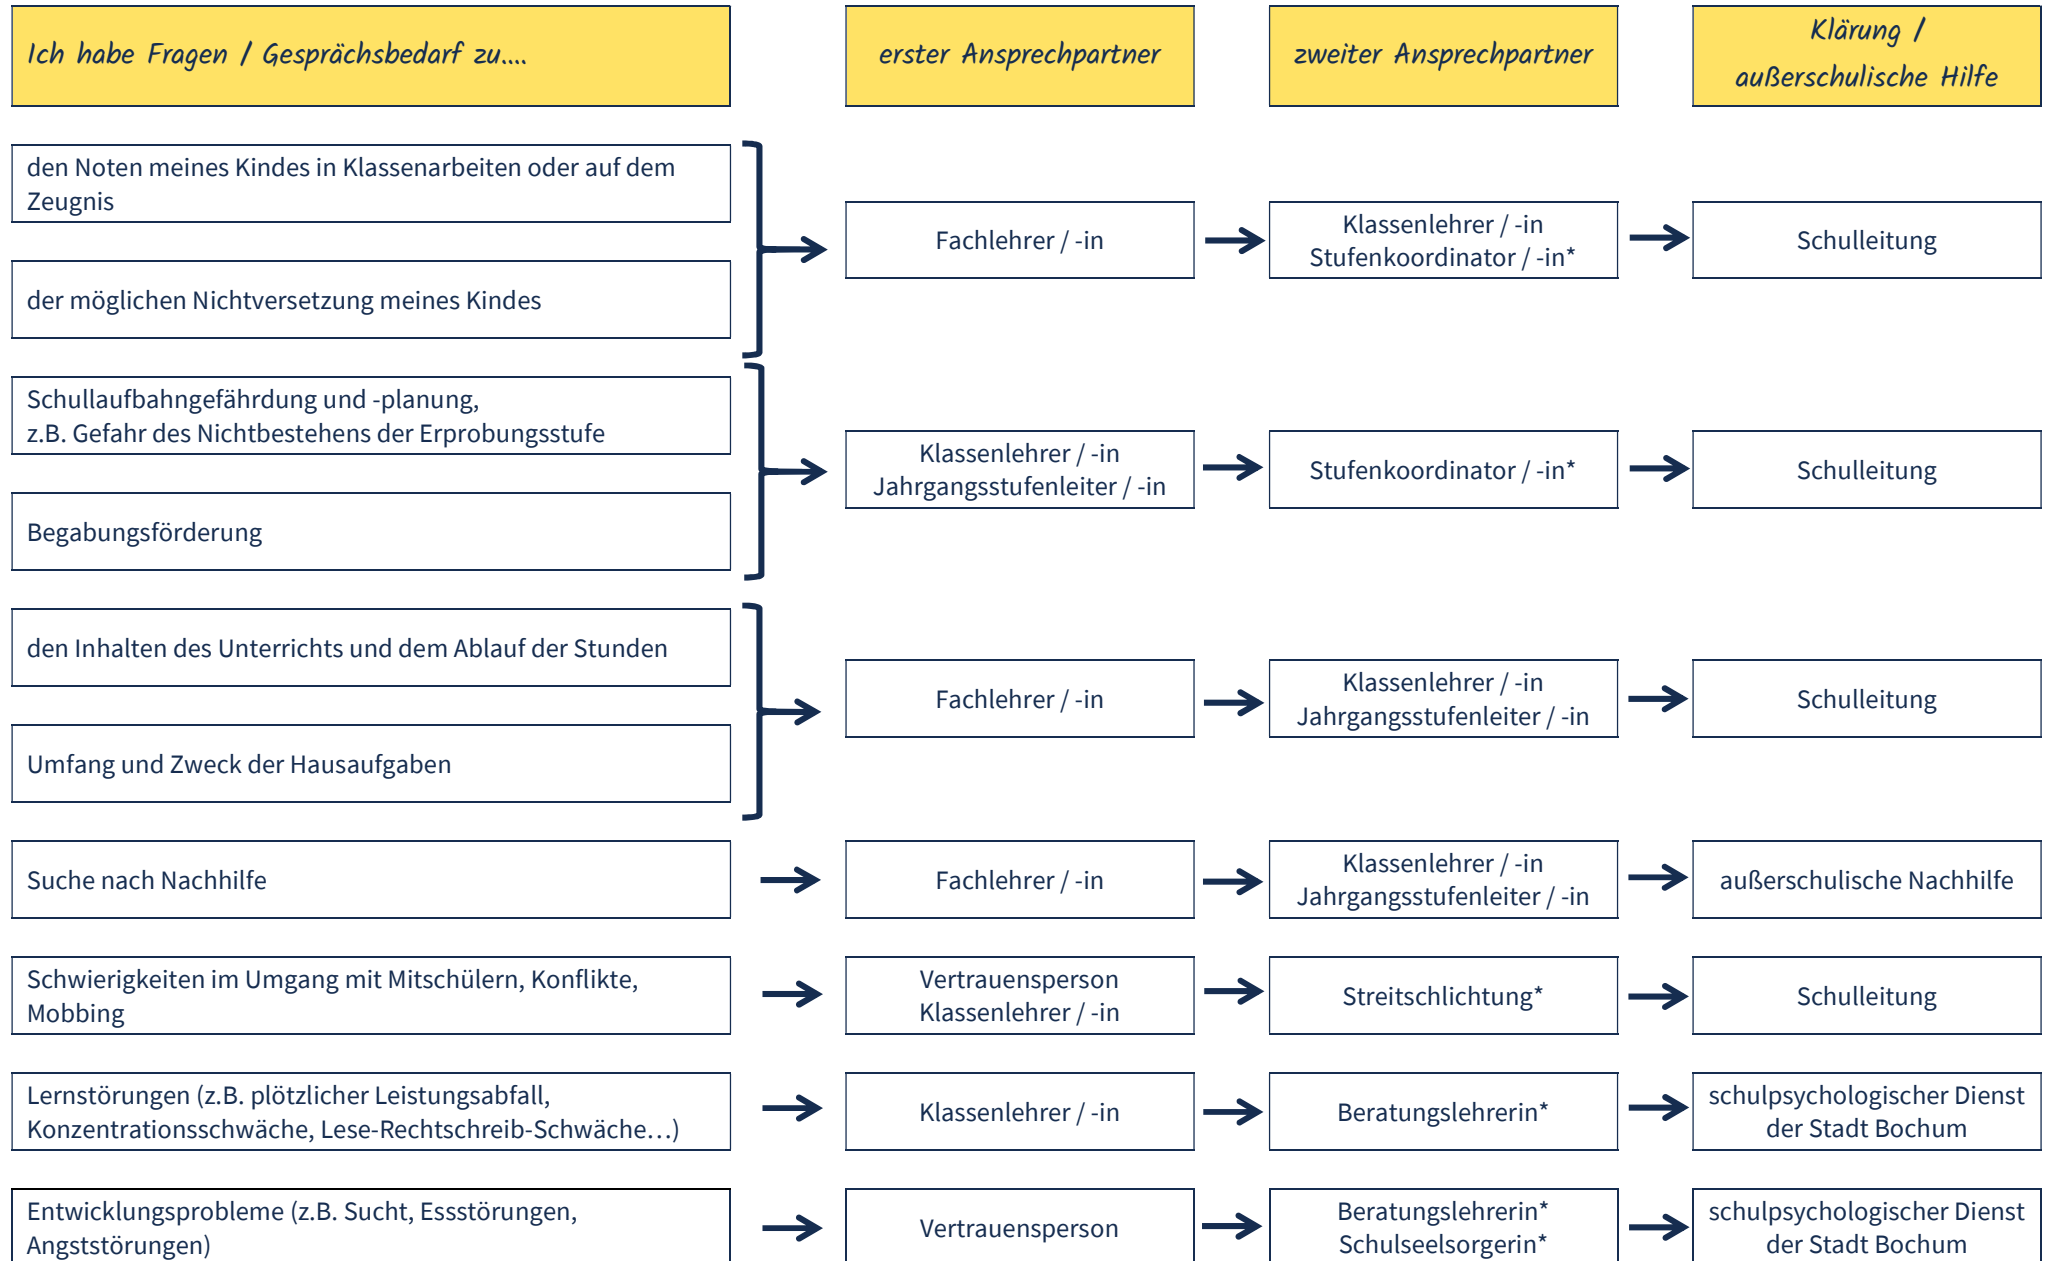 Ich habe Fragen / Gesprächsbedarf zu....
erster Ansprechpartner
zweiter Ansprechpartner
Klärung /
außerschulische Hilfe
den Noten meines Kindes in Klassenarbeiten oder auf dem
Zeugnis
der möglichen Nichtversetzung meines Kindes
Fachlehrer / -in
Klassenlehrer / -in
Stufenkoordinator / -in*
Schulleitung
Schullaufbahngefährdung und -planung,
z.B. Gefahr des Nichtbestehens der Erprobungsstufe
Begabungsförderung
Klassenlehrer / -in
Jahrgangsstufenleiter / -in
Stufenkoordinator / -in*
Schulleitung
den Inhalten des Unterrichts und dem Ablauf der Stunden
Umfang und Zweck der Hausaufgaben
Fachlehrer / -in
Klassenlehrer / -in
Jahrgangsstufenleiter / -in
Schulleitung
Suche nach Nachhilfe
Fachlehrer / -in
Klassenlehrer / -in
Jahrgangsstufenleiter / -in
außerschulische Nachhilfe
Schwierigkeiten im Umgang mit Mitschülern, Konflikte,
Mobbing
Vertrauensperson
Klassenlehrer / -in
Streitschlichtung*
Schulleitung
Lernstörungen (z.B. plötzlicher Leistungsabfall,
Konzentrationsschwäche, Lese-Rechtschreib-Schwäche…)
Klassenlehrer / -in
Beratungslehrerin*
schulpsychologischer Dienst
der Stadt Bochum
Entwicklungsprobleme (z.B. Sucht, Essstörungen,
Angststörungen)
Vertrauensperson
Beratungslehrerin*
Schulseelsorgerin*
schulpsychologischer Dienst
der Stadt Bochum